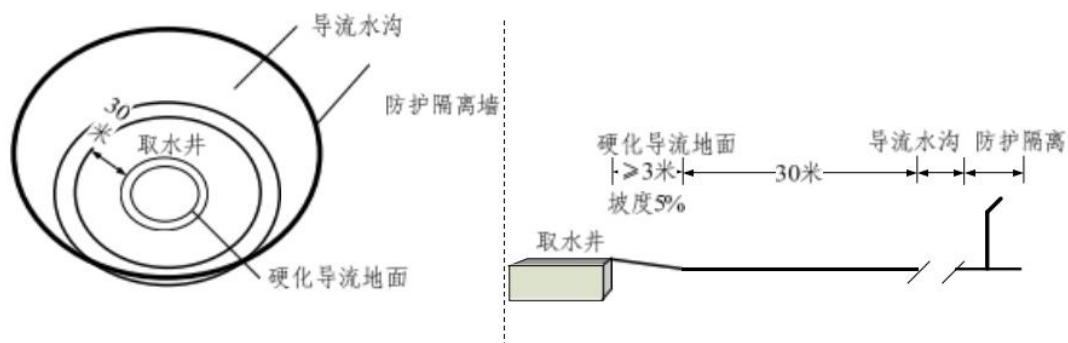 导流水沟
防护隔离墙
30
米
取水井
硬化导流地面
硬化导流地面
导流水沟
防护隔离
≥3米
30米
坡度5%
取水井